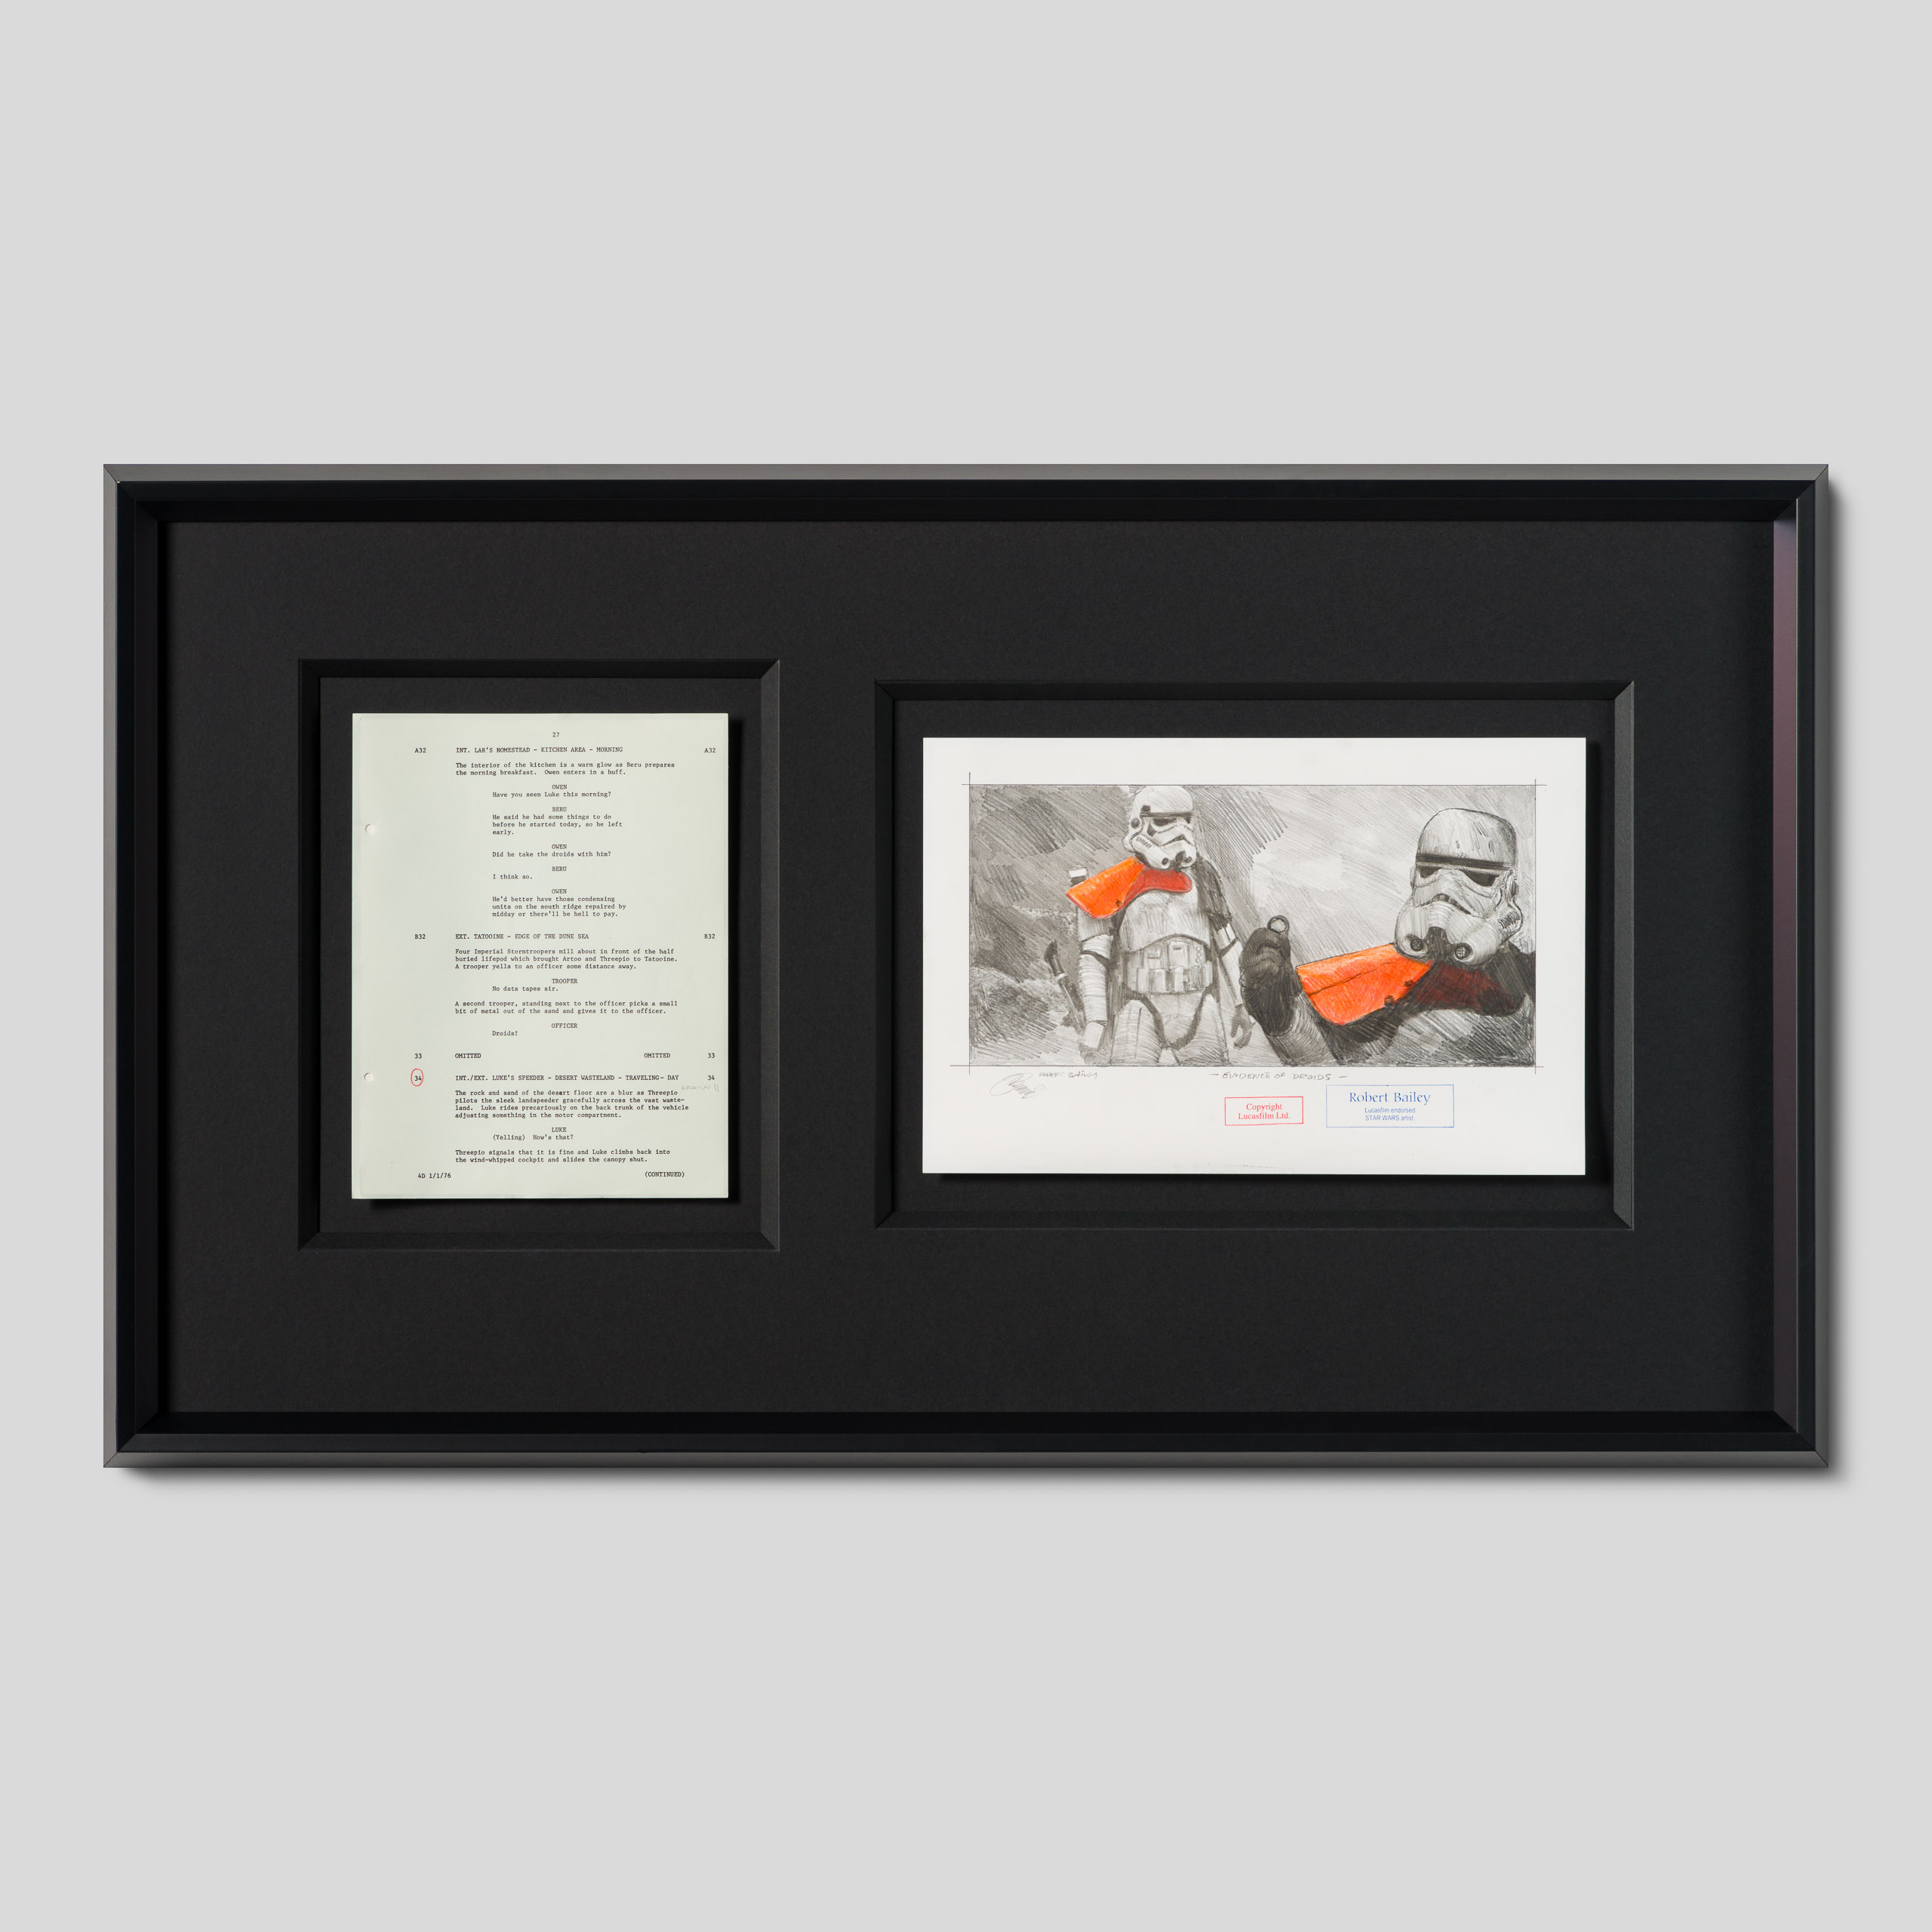 27
A32 INT. LAR'S HOMESTEAD - KITCHEN AREA - MORNING A32
The interior of the kitchen is a warm glow as Beru prepares
the morning breakfast. Owen enters in a huff.
OWEN
Have you seen Luke this morning?
BERU
He said he had some things to do
before he started today, so he left
early.
OWEN
Did he take the droids with him?
BERU
I think so.
OWEN
He'd better have those condensing
units on the south ridge repaired by
midday or there'll be hell to pay.
B32 EXT. TATOOINE - EDGE OF THE DUNE SEA B32
Four Imperial Stormtroopers mill about in front of the half
buried lifepod which brought Artoo and Threepio to Tatooine.
A trooper yells to an officer some distance away.
TROOPER
No data tapes sir.
A second trooper, standing next to the officer picks a small
bit of metal out of the sand and gives it to the officer.
OFFICER
Droids!
33 OMITTED OMITTED 33
34 INT./EXT. LUKE'S SPEEDER - DESERT WASTELAND - TRAVELING- DAY 34
The rock and sand of the desert floor are a blur as Threepio
pilots the sleek landspeeder gracefully across the vast waste-
land. Luke rides precariously on the back trunk of the vehicle
adjusting something in the motor compartment.
LUKE
(Yelling) How's that?
Threepio signals that it is fine and Luke climbs back into
the wind-whipped cockpit and slides the canopy shut.
4D 1/1/76 (CONTINUED)
ROBERT BAILEY
- EVIDENCE OF DROIDS -
Copyright
Lucasfilm Ltd.
Robert Bailey
Lucasfilm endorsed
STAR WARS artist